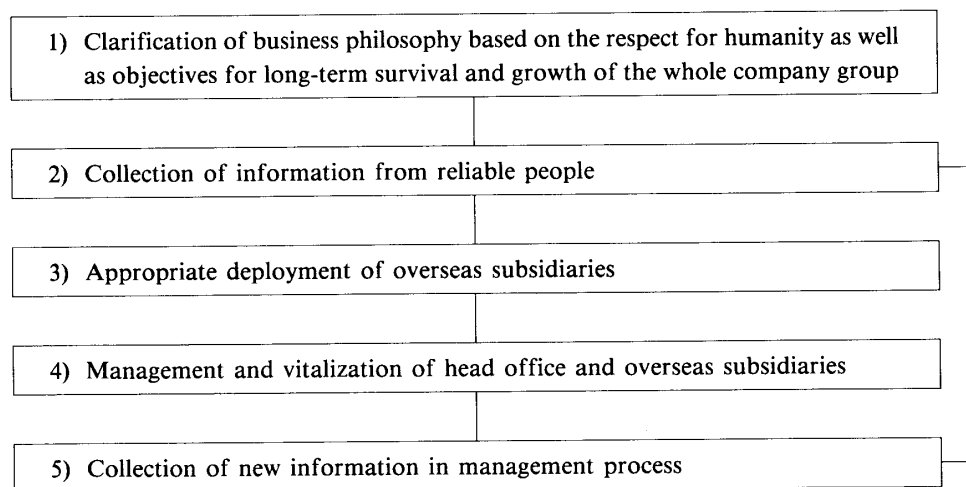 1) Clarification of business philosophy based on the respect for humanity as well
as objectives for long-term survival and growth of the whole company group
2) Collection of information from reliable people
3) Appropriate deployment of overseas subsidiaries
4) Management and vitalization of head office and overseas subsidiaries
5) Collection of new information in management process